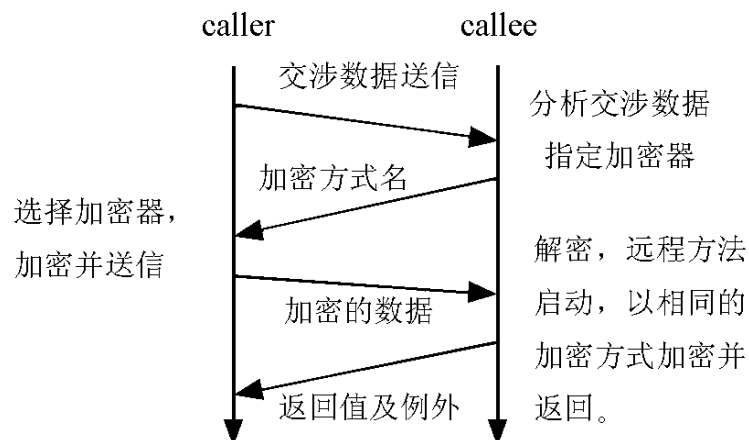 caller
callee
交涉数据送信
分析交涉数据
指定加密器
加密方式名
选择加密器，
加密并送信
加密的数据
解密，远程方法
启动，以相同的
加密方式加密并
返回。
返回值及例外